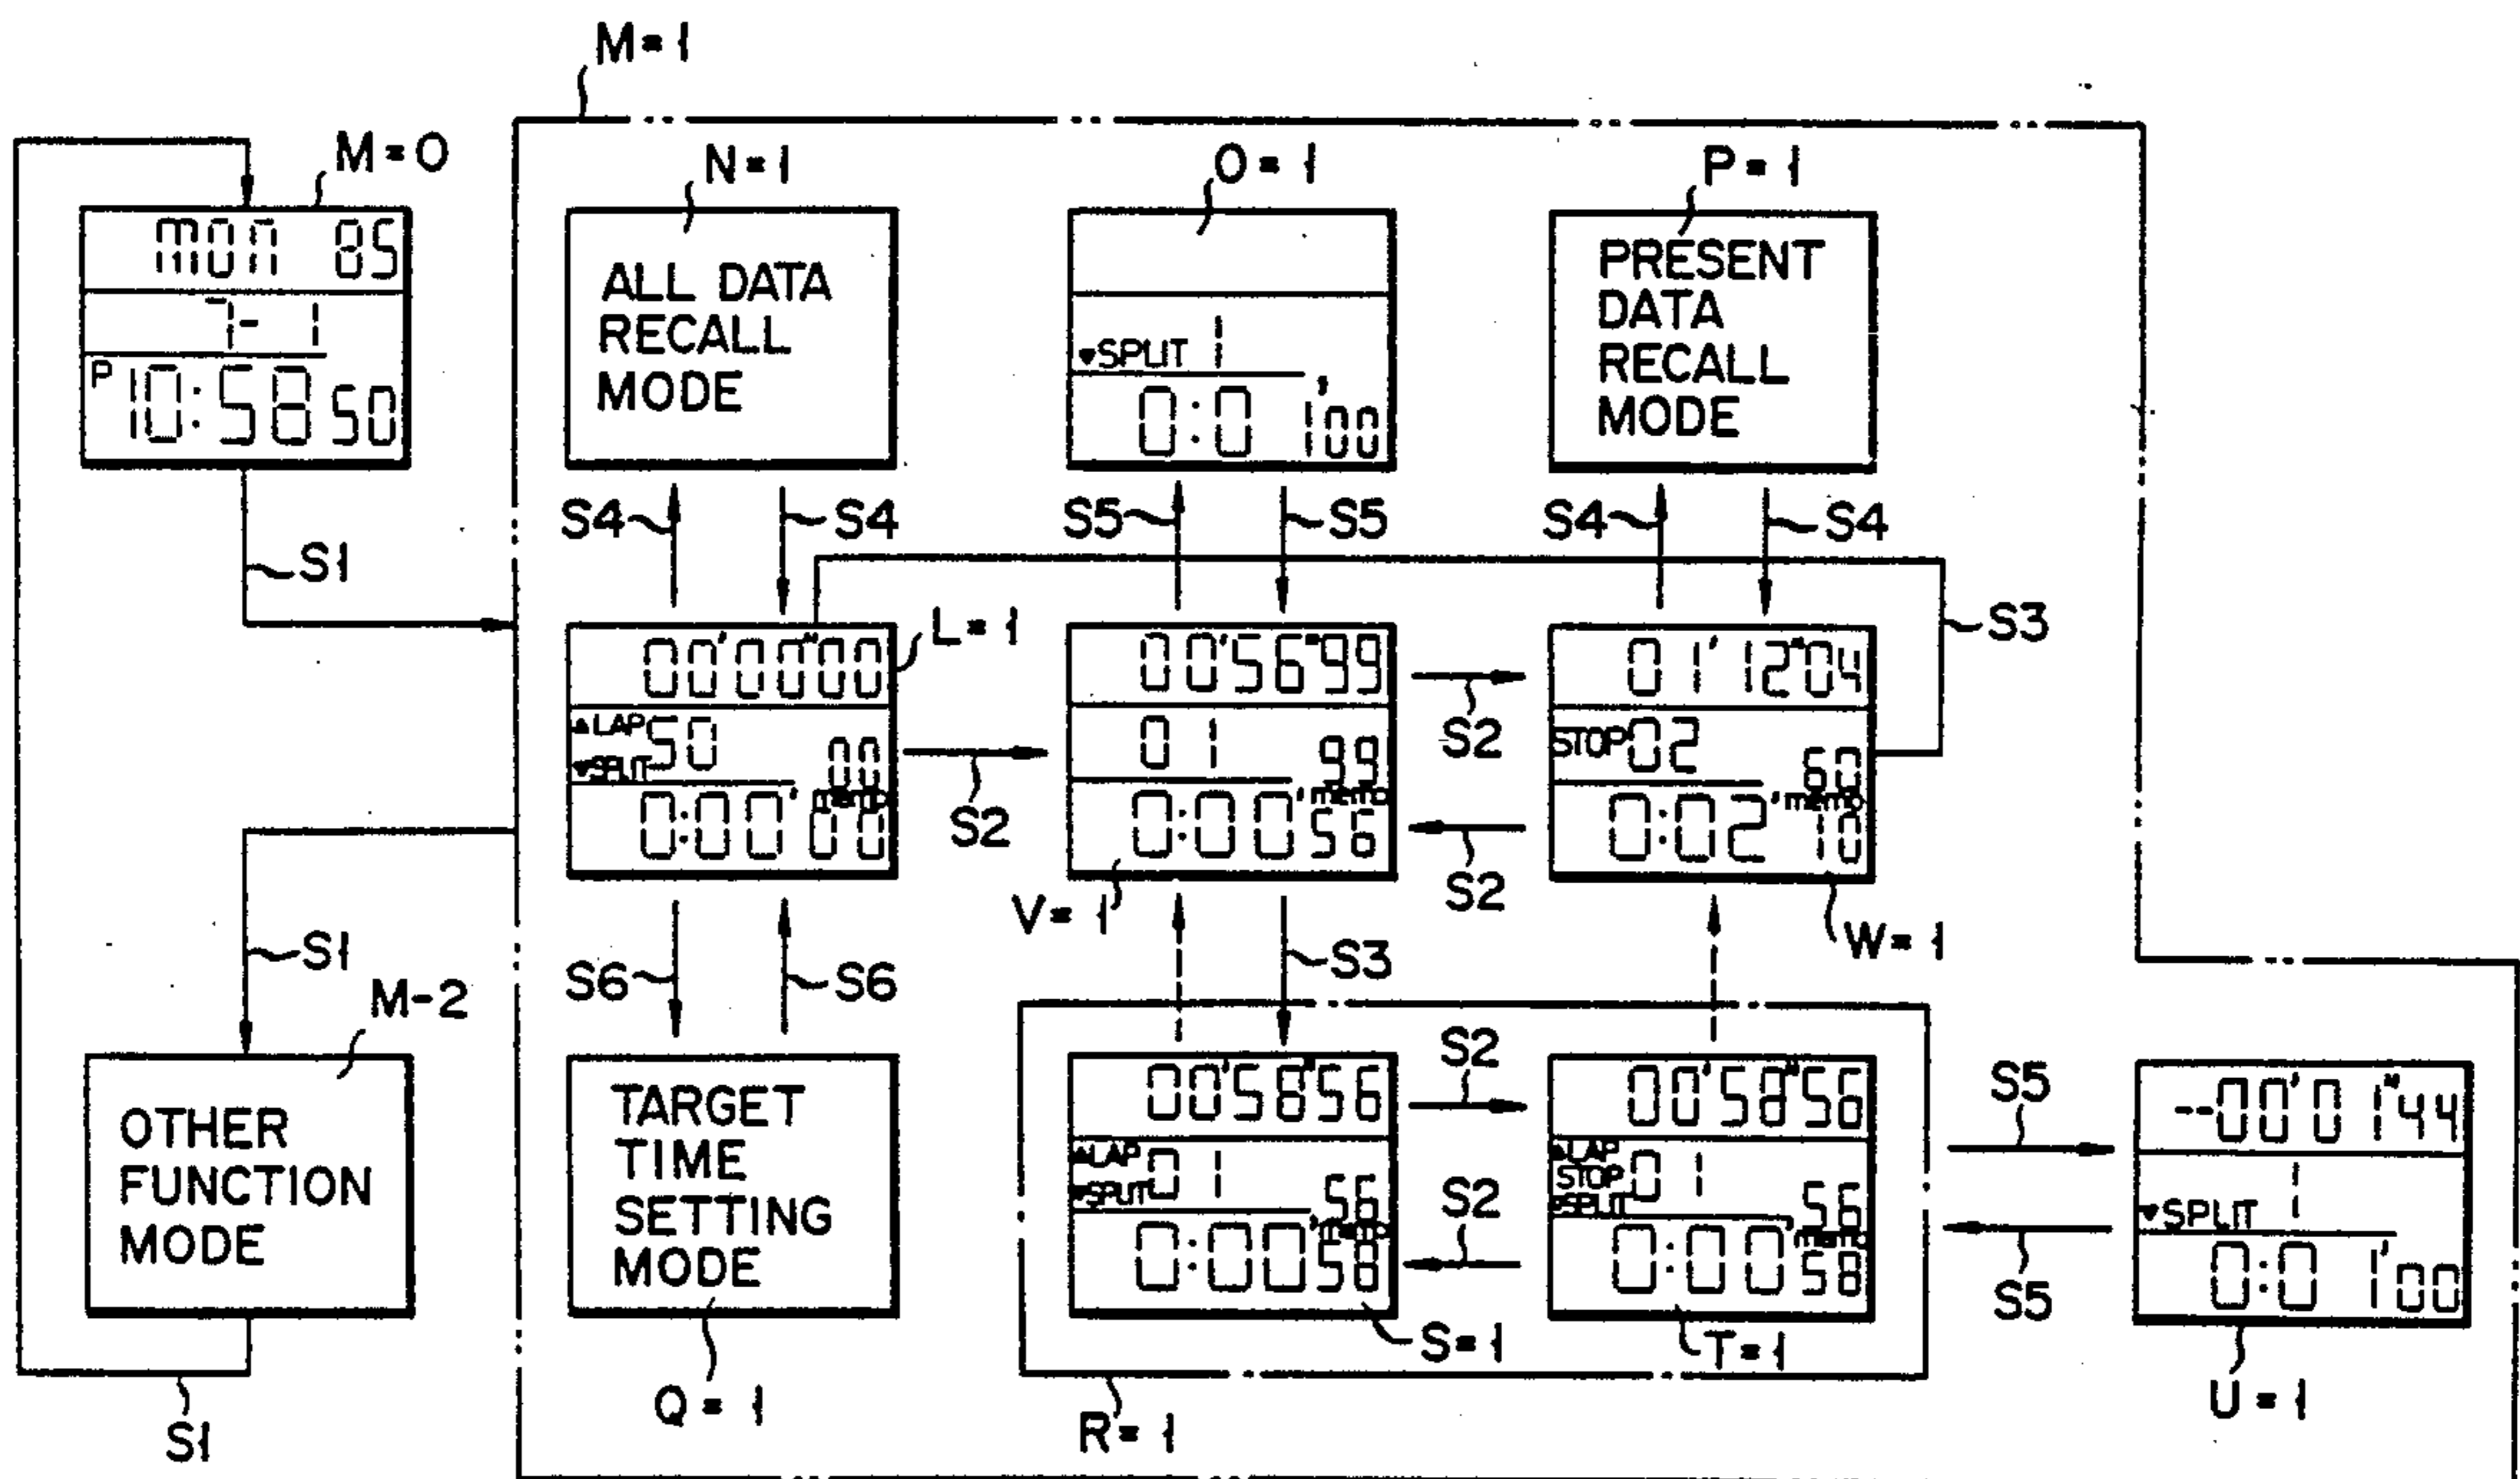 M=1
M=0
MON 85
7-1
P 10:58 50
S1
N=1
ALL DATA
RECALL
MODE
O=1
▼SPLIT 1
0:0 1'00
P=1
PRESENT
DATA
RECALL
MODE
S4
S4
S5
S5
S4
S4
L=1
00'00"00
▲LAP 50
▼SPLIT 00
memo
0:00'00
S2
00'56"99
01
99
memo
0:00'56
V=1
S2
S2
01'12"04
STOP 02
60
memo
0:02'10
W=1
S3
S1
M-2
OTHER
FUNCTION
MODE
S1
S6
S6
TARGET
TIME
SETTING
MODE
Q=1
S3
00'58"56
▲LAP 01
▼SPLIT 56
memo
0:00'58
S=1
S2
S2
00'58"56
▲LAP
STOP 01
▼SPLIT 56
memo
0:00'58
T=1
R=1
S5
S5
--00'01"44
▼SPLIT 1
0:0 1'00
U=1